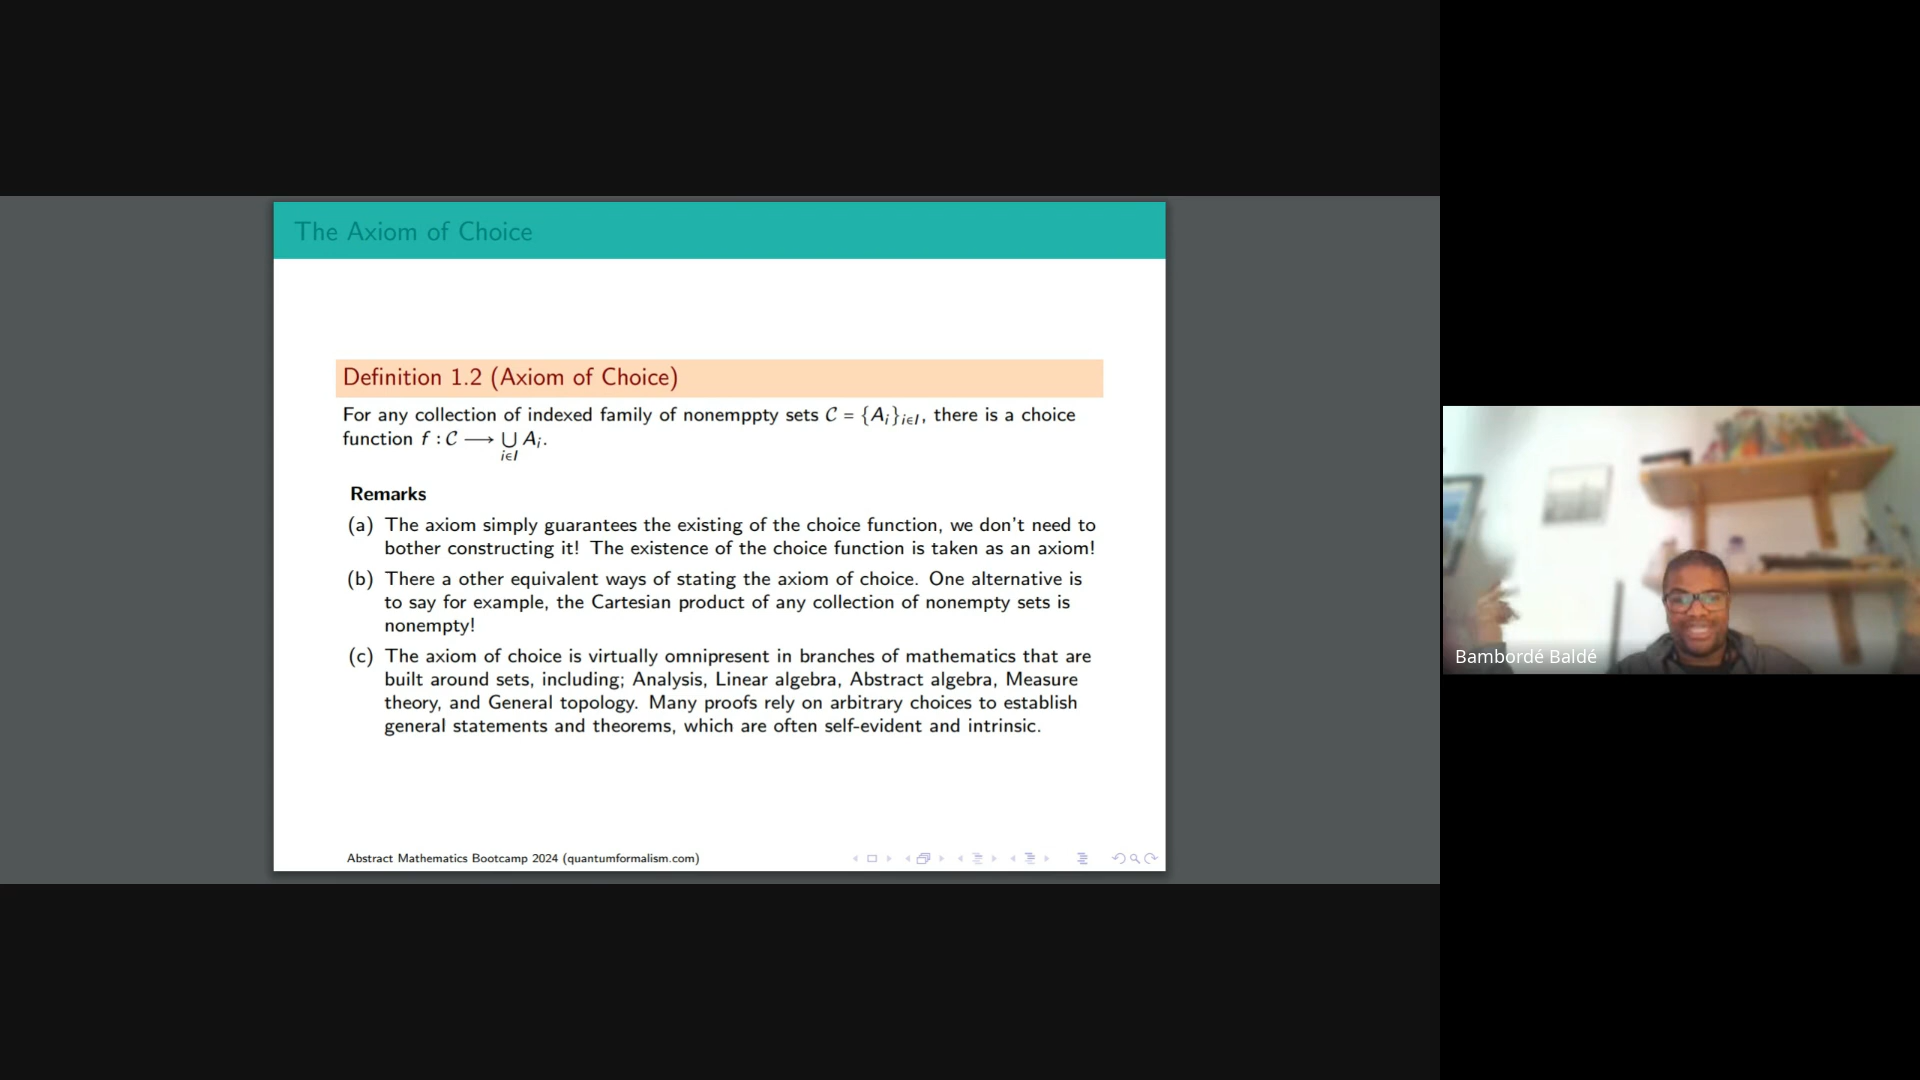 The Axiom of Choice
Definition 1.2 (Axiom of Choice)
For any collection of indexed family of nonemppty sets 𝒞 = {Aᵢ}ᵢ∈I, there is a choice
function f : 𝒞 ⟶ ⋃ Aᵢ.
i∈I
Remarks
(a) The axiom simply guarantees the existing of the choice function, we don't need to
bother constructing it! The existence of the choice function is taken as an axiom!
(b) There a other equivalent ways of stating the axiom of choice. One alternative is
to say for example, the Cartesian product of any collection of nonempty sets is
nonempty!
(c) The axiom of choice is virtually omnipresent in branches of mathematics that are
built around sets, including; Analysis, Linear algebra, Abstract algebra, Measure
theory, and General topology. Many proofs rely on arbitrary choices to establish
general statements and theorems, which are often self-evident and intrinsic.
Abstract Mathematics Bootcamp 2024 (quantumformalism.com)
Bambordé Baldé